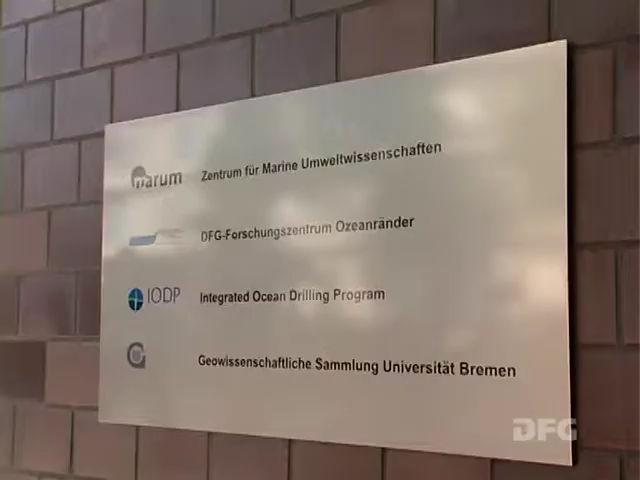 marum Zentrum für Marine Umweltwissenschaften
DFG-Forschungszentrum Ozeanränder
IODP Integrated Ocean Drilling Program
Geowissenschaftliche Sammlung Universität Bremen
DFG